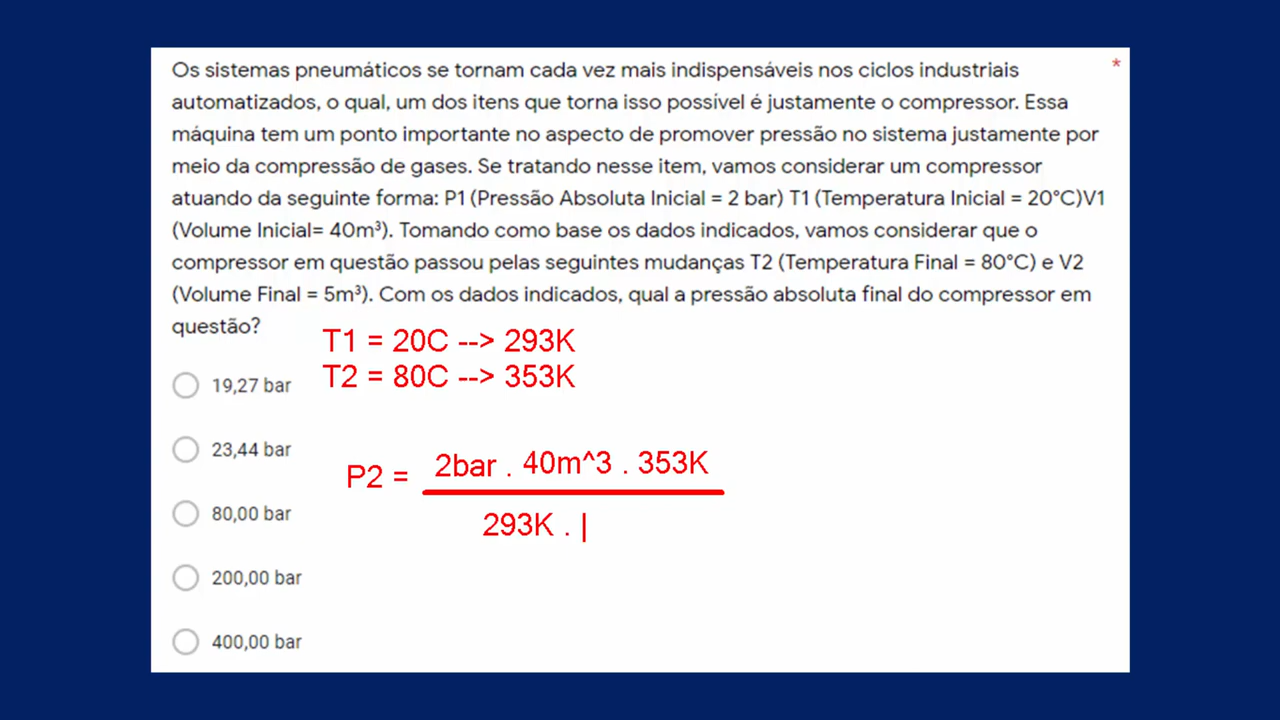 Os sistemas pneumáticos se tornam cada vez mais indispensáveis nos ciclos industriais *
automatizados, o qual, um dos itens que torna isso possível é justamente o compressor. Essa
máquina tem um ponto importante no aspecto de promover pressão no sistema justamente por
meio da compressão de gases. Se tratando nesse item, vamos considerar um compressor
atuando da seguinte forma: P1 (Pressão Absoluta Inicial = 2 bar) T1 (Temperatura Inicial = 20°C)V1
(Volume Inicial= 40m³). Tomando como base os dados indicados, vamos considerar que o
compressor em questão passou pelas seguintes mudanças T2 (Temperatura Final = 80°C) e V2
(Volume Final = 5m³). Com os dados indicados, qual a pressão absoluta final do compressor em
questão?
T1 = 20C --> 293K
T2 = 80C --> 353K
19,27 bar
23,44 bar
P2 = 2bar . 40m^3 . 353K
293K . |
80,00 bar
200,00 bar
400,00 bar